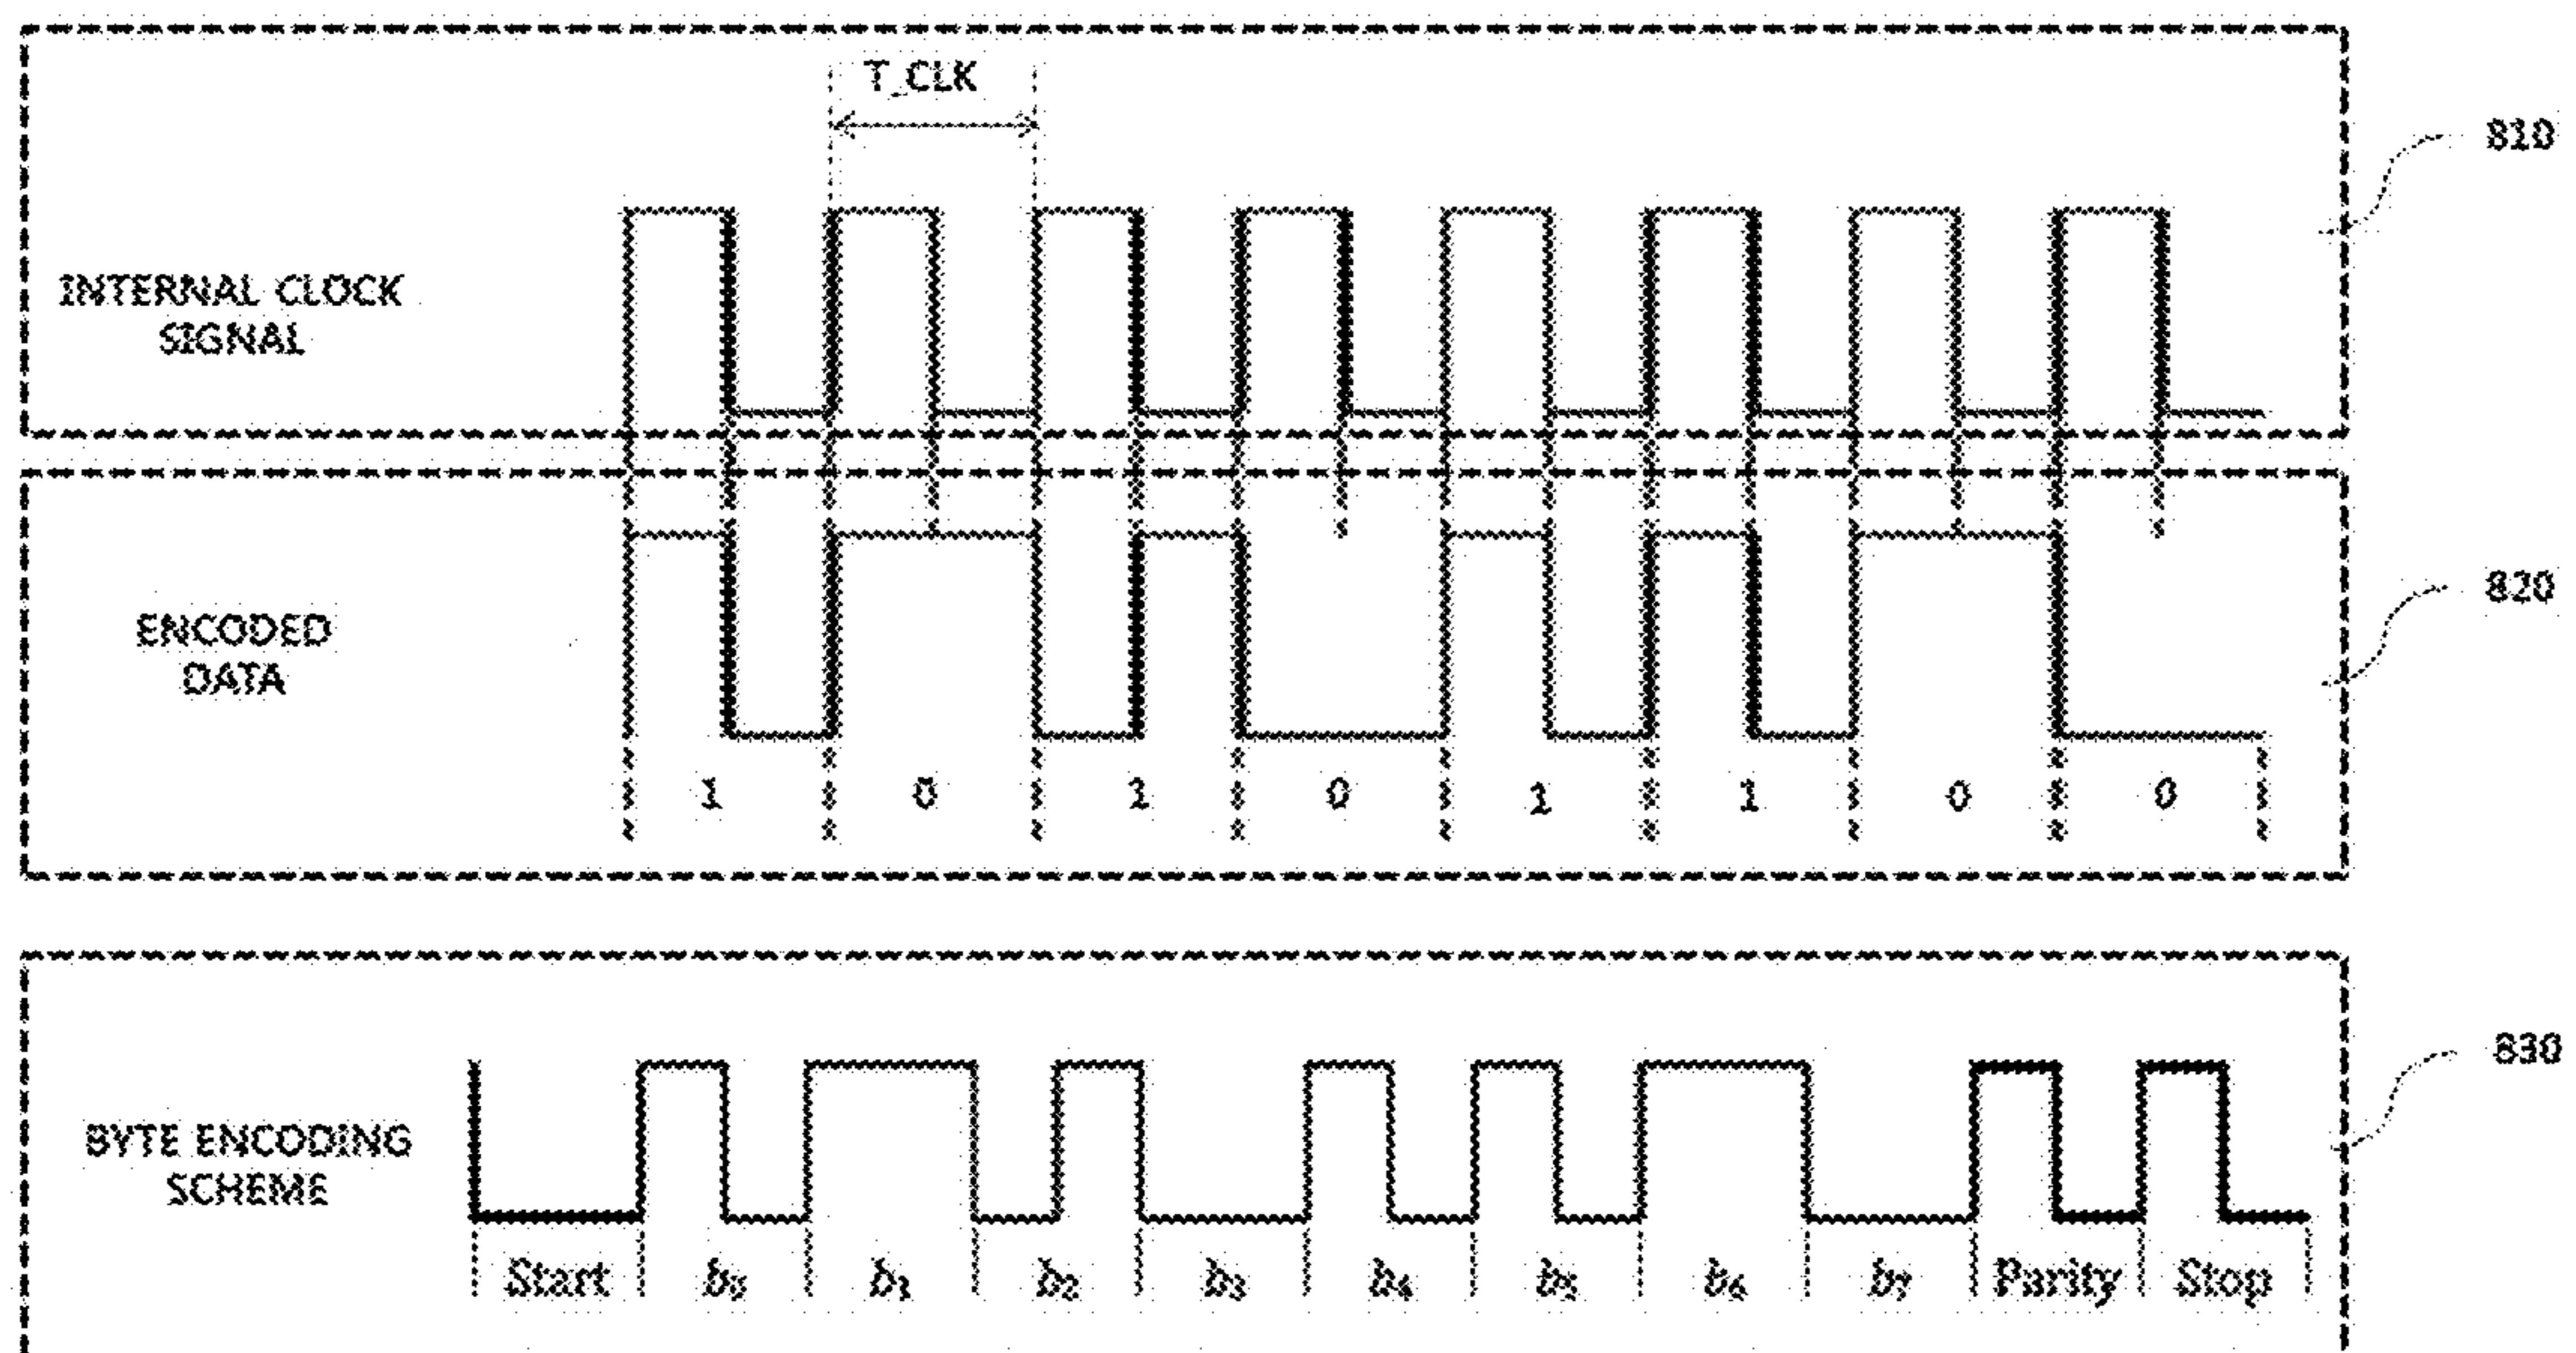 T_CLK
810
INTERNAL CLOCK
SIGNAL
820
ENCODED
DATA
1 0 1 0 1 1 0 0
830
BYTE ENCODING
SCHEME
Start b₀ b₁ b₂ b₃ b₄ b₅ b₆ b₇ Parity Stop